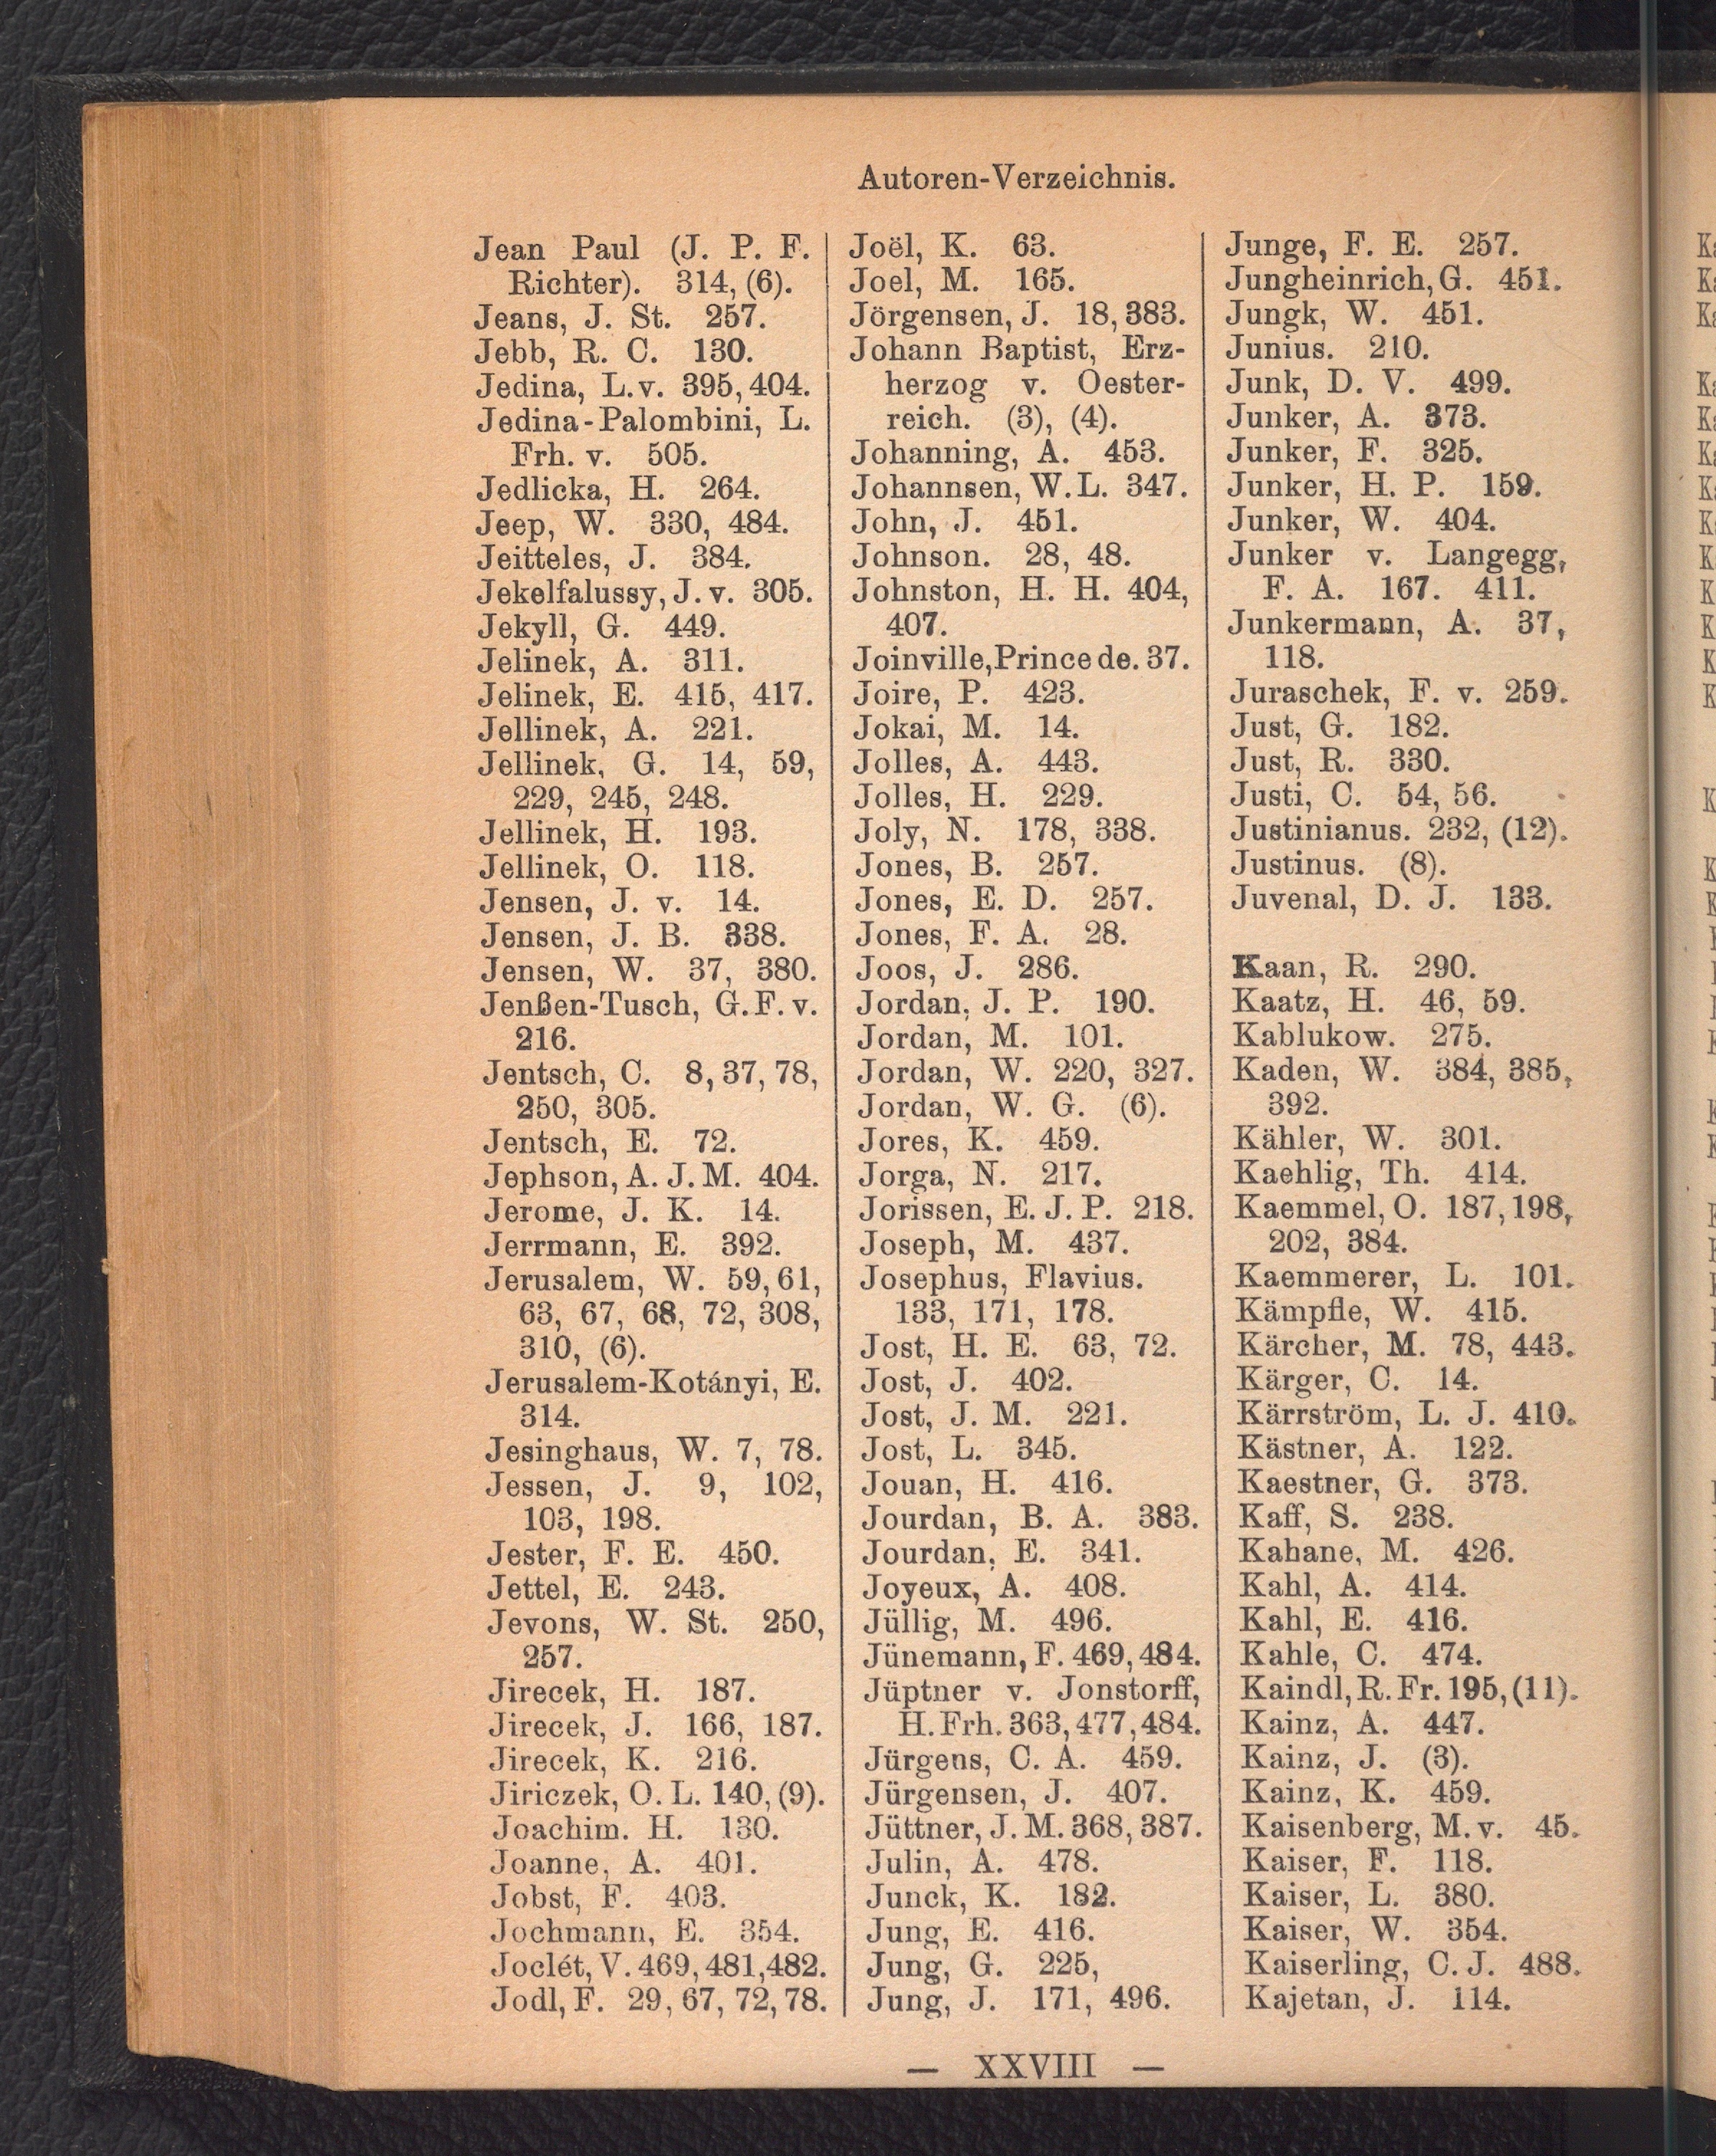 Autoren-Verzeichnis.
Jean Paul (J. P. F.
Richter). 314, (6).
Jeans, J. St. 257.
Jebb, R. C. 130.
Jedina, L. v. 395, 404.
Jedina-Palombini, L.
Frh. v. 505.
Jedlicka, H. 264.
Jeep, W. 330, 484.
Jeitteles, J. 384.
Jekelfalussy, J. v. 305.
Jekyll, G. 449.
Jelinek, A. 311.
Jelinek, E. 415, 417.
Jellinek, A. 221.
Jellinek, G. 14, 59,
229, 245, 248.
Jellinek, H. 193.
Jellinek, O. 118.
Jensen, J. v. 14.
Jensen, J. B. 338.
Jensen, W. 37, 380.
Jenßen-Tusch, G. F. v.
216.
Jentsch, C. 8, 37, 78,
250, 305.
Jentsch, E. 72.
Jephson, A. J. M. 404.
Jerome, J. K. 14.
Jerrmann, E. 392.
Jerusalem, W. 59, 61,
63, 67, 68, 72, 308,
310, (6).
Jerusalem-Kotányi, E.
314.
Jesinghaus, W. 7, 78.
Jessen, J. 9, 102,
103, 198.
Jester, F. E. 450.
Jettel, E. 243.
Jevons, W. St. 250,
257.
Jirecek, H. 187.
Jirecek, J. 166, 187.
Jirecek, K. 216.
Jiriczek, O. L. 140, (9).
Joachim. H. 130.
Joanne, A. 401.
Jobst, F. 403.
Jochmann, E. 354.
Joclét, V. 469, 481, 482.
Jodl, F. 29, 67, 72, 78.
Joël, K. 63.
Joel, M. 165.
Jörgensen, J. 18, 383.
Johann Baptist, Erz-
herzog v. Oester-
reich. (3), (4).
Johanning, A. 453.
Johannsen, W. L. 347.
John, J. 451.
Johnson. 28, 48.
Johnston, H. H. 404,
407.
Joinville, Prince de. 37.
Joire, P. 423.
Jokai, M. 14.
Jolles, A. 443.
Jolles, H. 229.
Joly, N. 178, 338.
Jones, B. 257.
Jones, E. D. 257.
Jones, F. A. 28.
Joos, J. 286.
Jordan, J. P. 190.
Jordan, M. 101.
Jordan, W. 220, 327.
Jordan, W. G. (6).
Jores, K. 459.
Jorga, N. 217.
Jorissen, E. J. P. 218.
Joseph, M. 437.
Josephus, Flavius.
133, 171, 178.
Jost, H. E. 63, 72.
Jost, J. 402.
Jost, J. M. 221.
Jost, L. 345.
Jouan, H. 416.
Jourdan, B. A. 383.
Jourdan, E. 341.
Joyeux, A. 408.
Jüllig, M. 496.
Jünemann, F. 469, 484.
Jüptner v. Jonstorff,
H. Frh. 363, 477, 484.
Jürgens, C. A. 459.
Jürgensen, J. 407.
Jüttner, J. M. 368, 387.
Julin, A. 478.
Junck, K. 182.
Jung, E. 416.
Jung, G. 225,
Jung, J. 171, 496.
Junge, F. E. 257.
Jungheinrich, G. 451.
Jungk, W. 451.
Junius. 210.
Junk, D. V. 499.
Junker, A. 373.
Junker, F. 325.
Junker, H. P. 159.
Junker, W. 404.
Junker v. Langegg,
F. A. 167. 411.
Junkermann, A. 37,
118.
Juraschek, F. v. 259.
Just, G. 182.
Just, R. 330.
Justi, C. 54, 56.
Justinianus. 232, (12).
Justinus. (8).
Juvenal, D. J. 133.
Kaan, R. 290.
Kaatz, H. 46, 59.
Kablukow. 275.
Kaden, W. 384, 385,
392.
Kähler, W. 301.
Kaehlig, Th. 414.
Kaemmel, O. 187, 198,
202, 384.
Kaemmerer, L. 101.
Kämpfle, W. 415.
Kärcher, M. 78, 443.
Kärger, C. 14.
Kärrström, L. J. 410.
Kästner, A. 122.
Kaestner, G. 373.
Kaff, S. 238.
Kahane, M. 426.
Kahl, A. 414.
Kahl, E. 416.
Kahle, C. 474.
Kaindl, R. Fr. 195, (11).
Kainz, A. 447.
Kainz, J. (3).
Kainz, K. 459.
Kaisenberg, M. v. 45.
Kaiser, F. 118.
Kaiser, L. 380.
Kaiser, W. 354.
Kaiserling, C. J. 488.
Kajetan, J. 114.
— XXVIII —